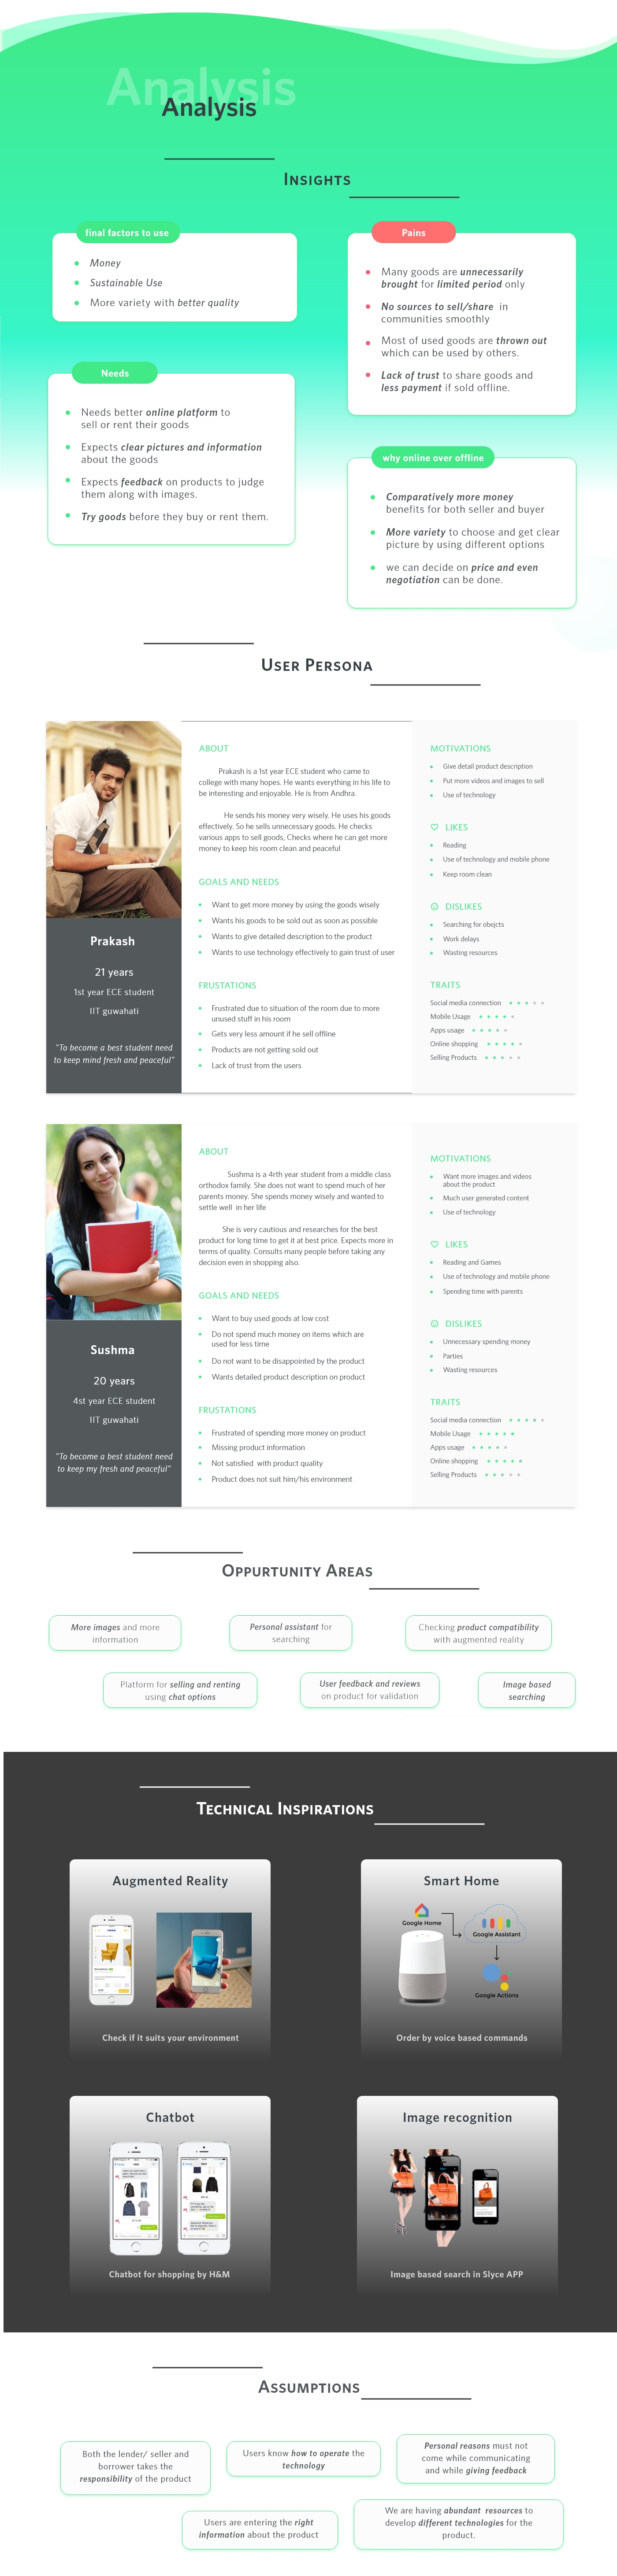 Analysis
Analysis
INSIGHTS
final factors to use
Money
Sustainable Use
More variety with better quality
Pains
Many goods are unnecessarily
brought for limited period only
No sources to sell/share in
communities smoothly
Most of used goods are thrown out
which can be used by others.
Lack of trust to share goods and
less payment if sold offline.
Needs
Needs better online platform to
sell or rent their goods
Expects clear pictures and information
about the goods
Expects feedback on products to judge
them along with images.
Try goods before they buy or rent them.
why online over offline
Comparatively more money
benefits for both seller and buyer
More variety to choose and get clear
picture by using different options
we can decide on price and even
negotiation can be done.
USER PERSONA
Prakash
21 years
1st year ECE student
IIT guwahati
"To become a best student need
to keep mind fresh and peaceful"
ABOUT
Prakash is a 1st year ECE student who came to
college with many hopes. He wants everything in his life to
be interesting and enjoyable. He is from Andhra.
He sends his money very wisely. He uses his goods
effectively. So he sells unnecessary goods. He checks
various apps to sell goods, Checks where he can get more
money to keep his room clean and peaceful
GOALS AND NEEDS
Want to get more money by using the goods wisely
Wants his goods to be sold out as soon as possible
Wants to give detailed description to the product
Wants to use technology effectively to gain trust of user
FRUSTATIONS
Frustrated due to situation of the room due to more
unused stuff in his room
Gets very less amount if he sell offline
Products are not getting sold out
Lack of trust from the users
MOTIVATIONS
Give detail product description
Put more videos and images to sell
Use of technology
LIKES
Reading
Use of technology and mobile phone
Keep room clean
DISLIKES
Searching for obejcts
Work delays
Wasting resources
TRAITS
Social media connection
Mobile Usage
Apps usage
Online shopping
Selling Products
Sushma
20 years
4st year ECE student
IIT guwahati
"To become a best student need
to keep my fresh and peaceful"
ABOUT
Sushma is a 4rth year student from a middle class
orthodox family. She does not want to spend much of her
parents money. She spends money wisely and wanted to
settle well in her life
She is very cautious and researches for the best
product for long time to get it at best price. Expects more in
terms of quality. Consults many people before taking any
decision even in shopping also.
GOALS AND NEEDS
Want to buy used goods at low cost
Do not spend much money on items which are
used for less time
Do not want to be disappointed by the product
Wants detailed product description on product
FRUSTATIONS
Frustrated of spending more money on product
Missing product information
Not satisfied with product quality
Product does not suit him/his environment
MOTIVATIONS
Want more images and videos
about the product
Much user generated content
Use of technology
LIKES
Reading and Games
Use of technology and mobile phone
Spending time with parents
DISLIKES
Unnecessary spending money
Parties
Wasting resources
TRAITS
Social media connection
Mobile Usage
Apps usage
Online shopping
Selling Products
OPPURTUNITY AREAS
More images and more
information
Personal assistant for
searching
Checking product compatibility
with augmented reality
Platform for selling and renting
using chat options
User feedback and reviews
on product for validation
Image based
searching
TECHNICAL INSPIRATIONS
Augmented Reality
Check if it suits your environment
Smart Home
Google Home
Google Assistant
Google Actions
Order by voice based commands
Chatbot
Chatbot for shopping by H&M
Image recognition
Image based search in Slyce APP
ASSUMPTIONS
Both the lender/ seller and
borrower takes the
responsibility of the product
Users know how to operate the
technology
Personal reasons must not
come while communicating
and while giving feedback
Users are entering the right
information about the product
We are having abundant resources to
develop different technologies for the
product.